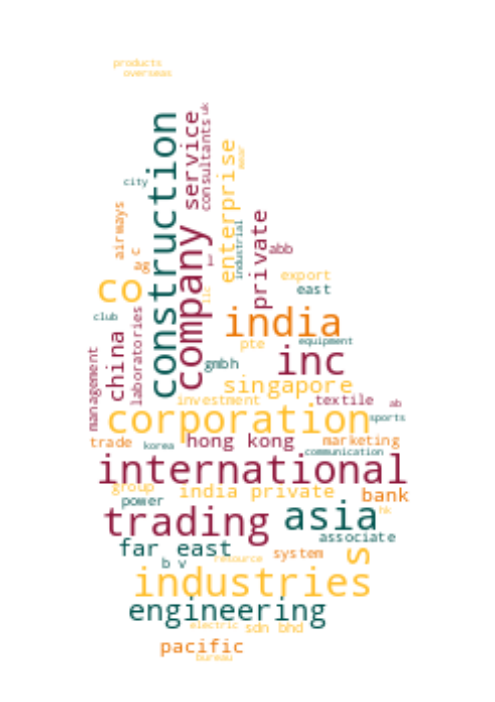 products
overseas
construction
service
consultants
uk
enterprise
city
airways
industrial
private
abb
c
ag
company
co
export
east
llc
club
laboratories
india
pte
equipment
china
management
gmbh
inc
singapore
investment
textile
ab
corporation
sports
trade
korea
hong kong
marketing
communication
international
group
india private
bank
power
hk
trading
asia
associate
far east
s
b v
resource
system
industries
engineering
electric
sdn bhd
pacific
bureau